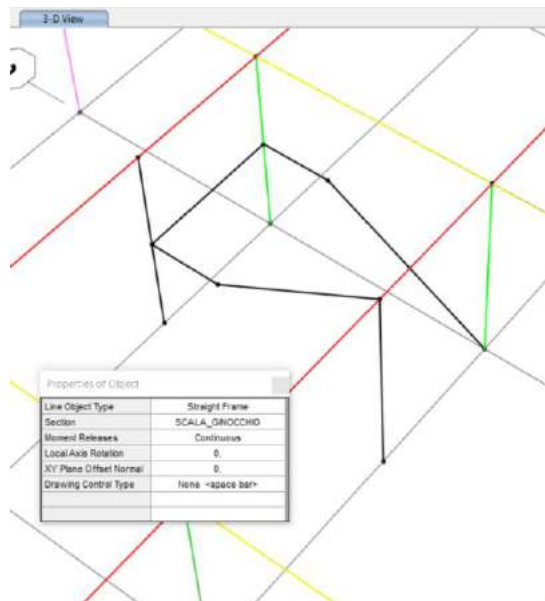 3-D View
Properties of Object
Line Object Type Straight Frame
Section SCALA_GINOCCHIO
Moment Releases Continuous
Local Axis Rotation 0.
XY Plane Offset Normal 0.
Drawing Control Type None <space bar>